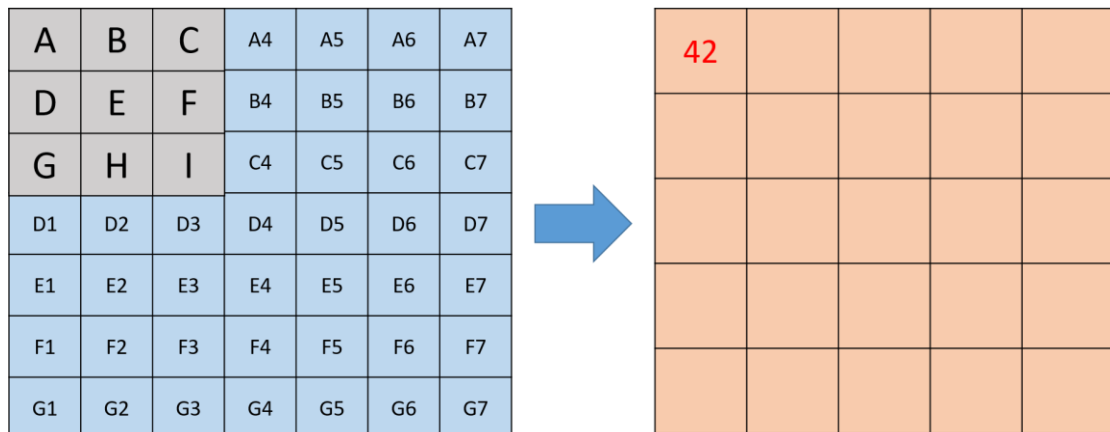 A B C A4 A5 A6 A7
42
D E F B4 B5 B6 B7
G H I C4 C5 C6 C7
D1 D2 D3 D4 D5 D6 D7
E1 E2 E3 E4 E5 E6 E7
F1 F2 F3 F4 F5 F6 F7
G1 G2 G3 G4 G5 G6 G7